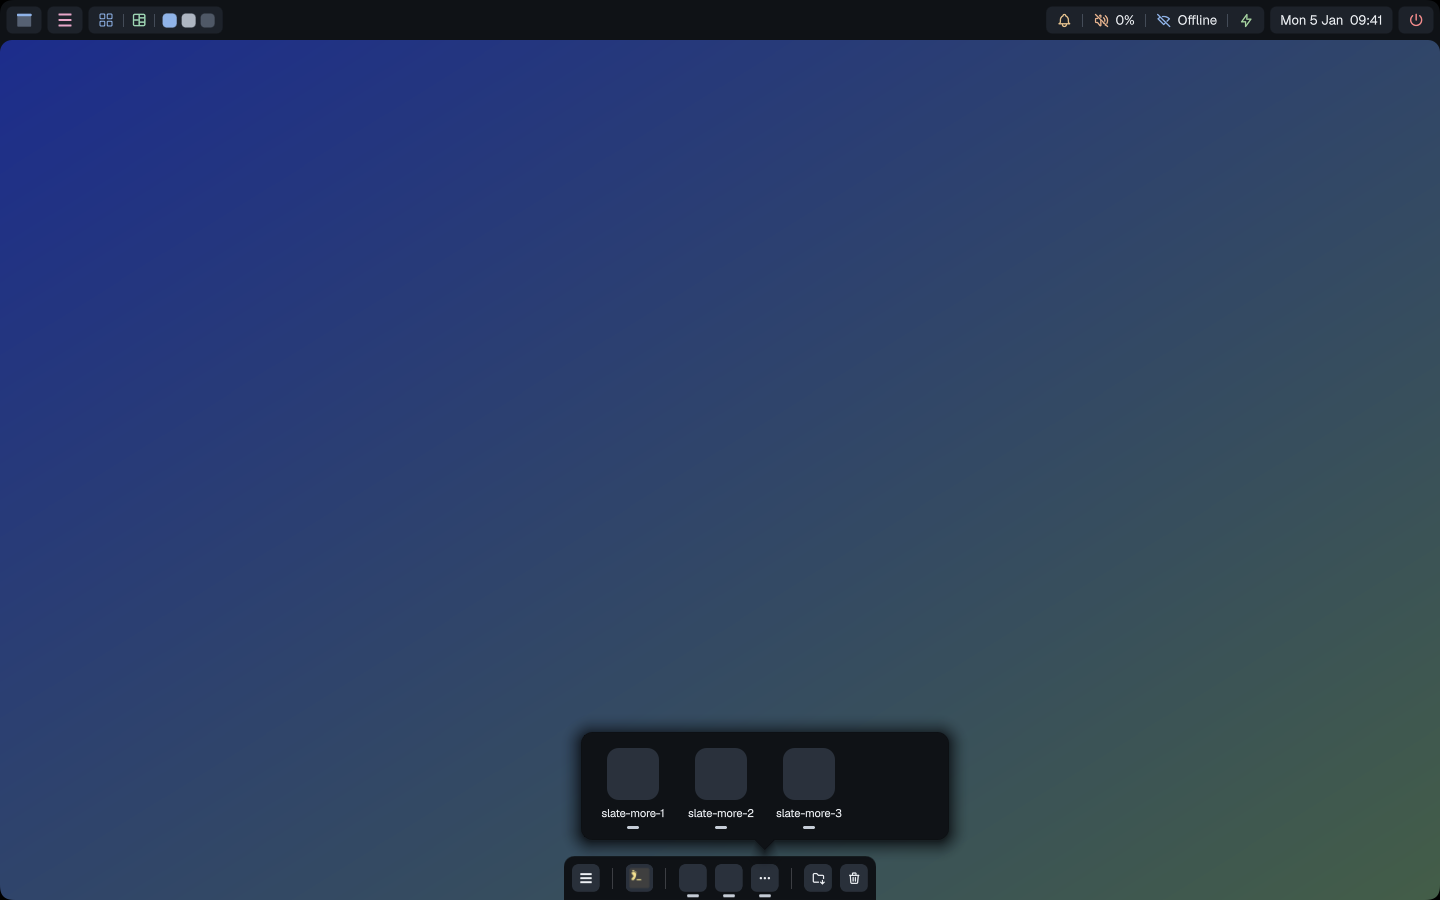 0%
Offline
Mon 5 Jan 09:41
slate-more-1
slate-more-2
slate-more-3